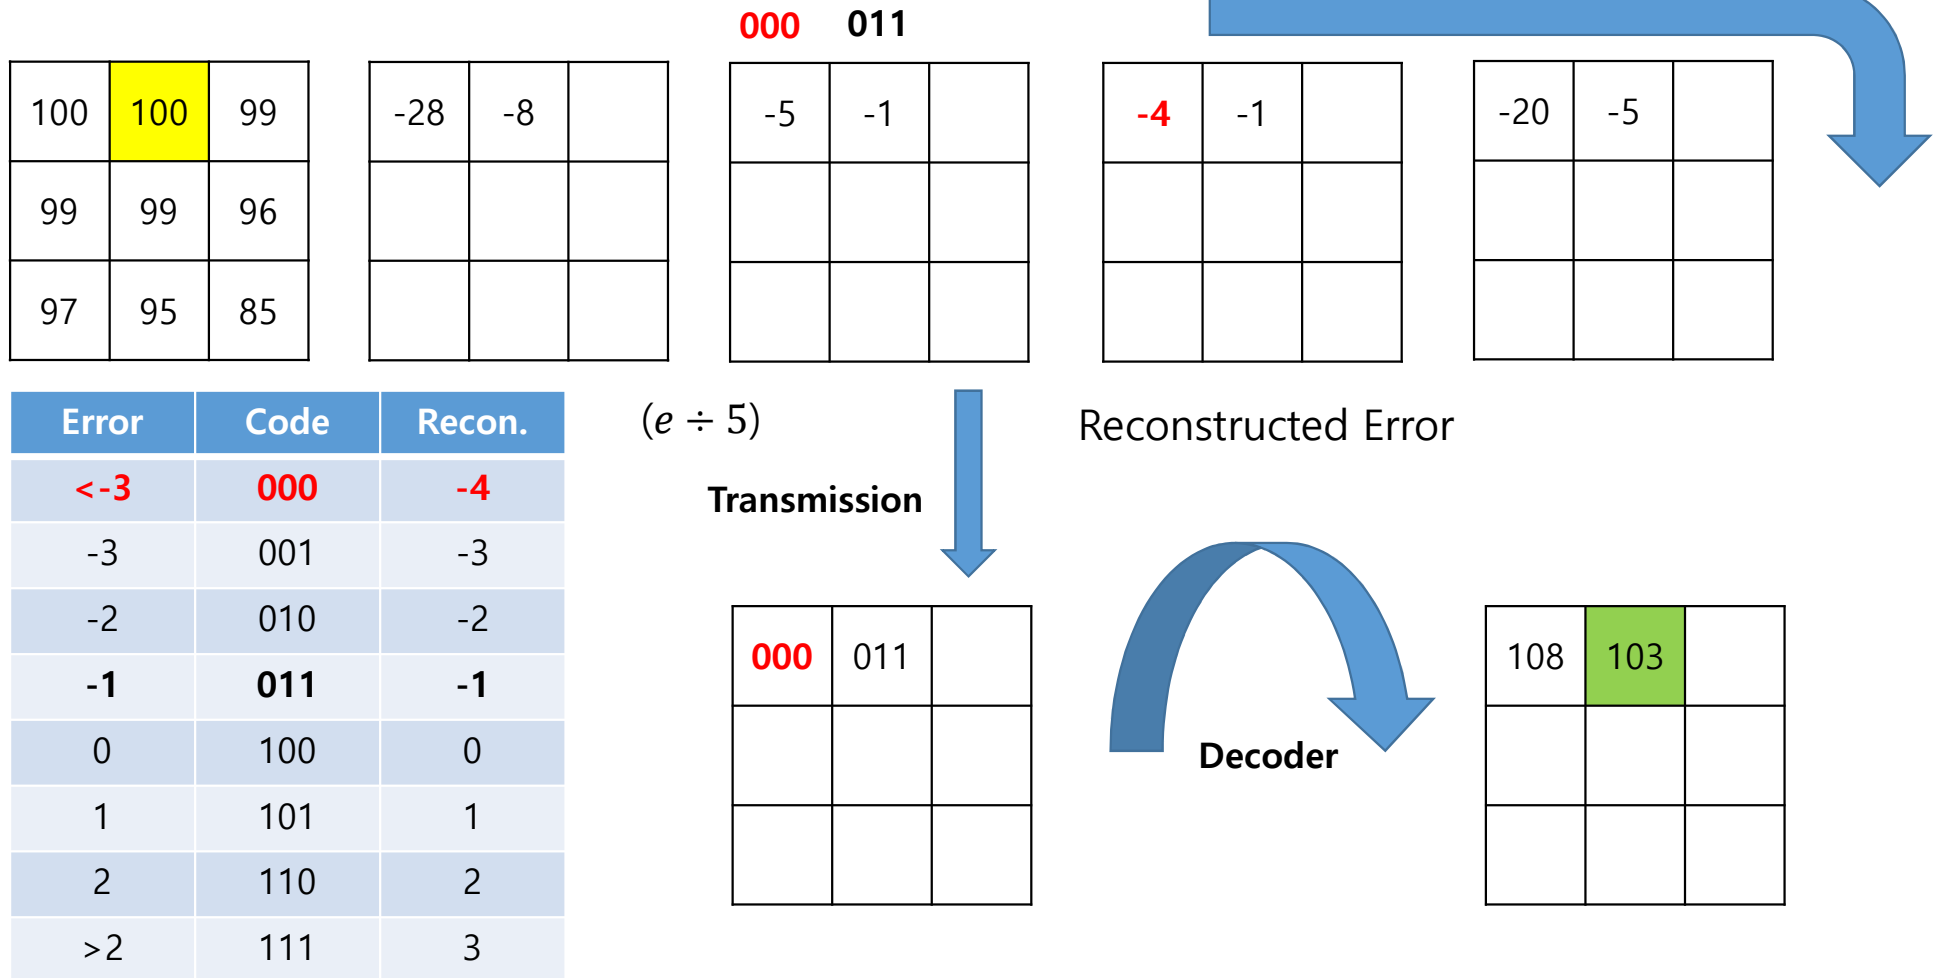 000 011
100 100 99
99 99 96
97 95 85
-28 -8
-5 -1
-4 -1
-20 -5
Error Code Recon.
<-3 000 -4
-3 001 -3
-2 010 -2
-1 011 -1
0 100 0
1 101 1
2 110 2
>2 111 3
(e ÷ 5)
Reconstructed Error
Transmission
000 011
Decoder
108 103